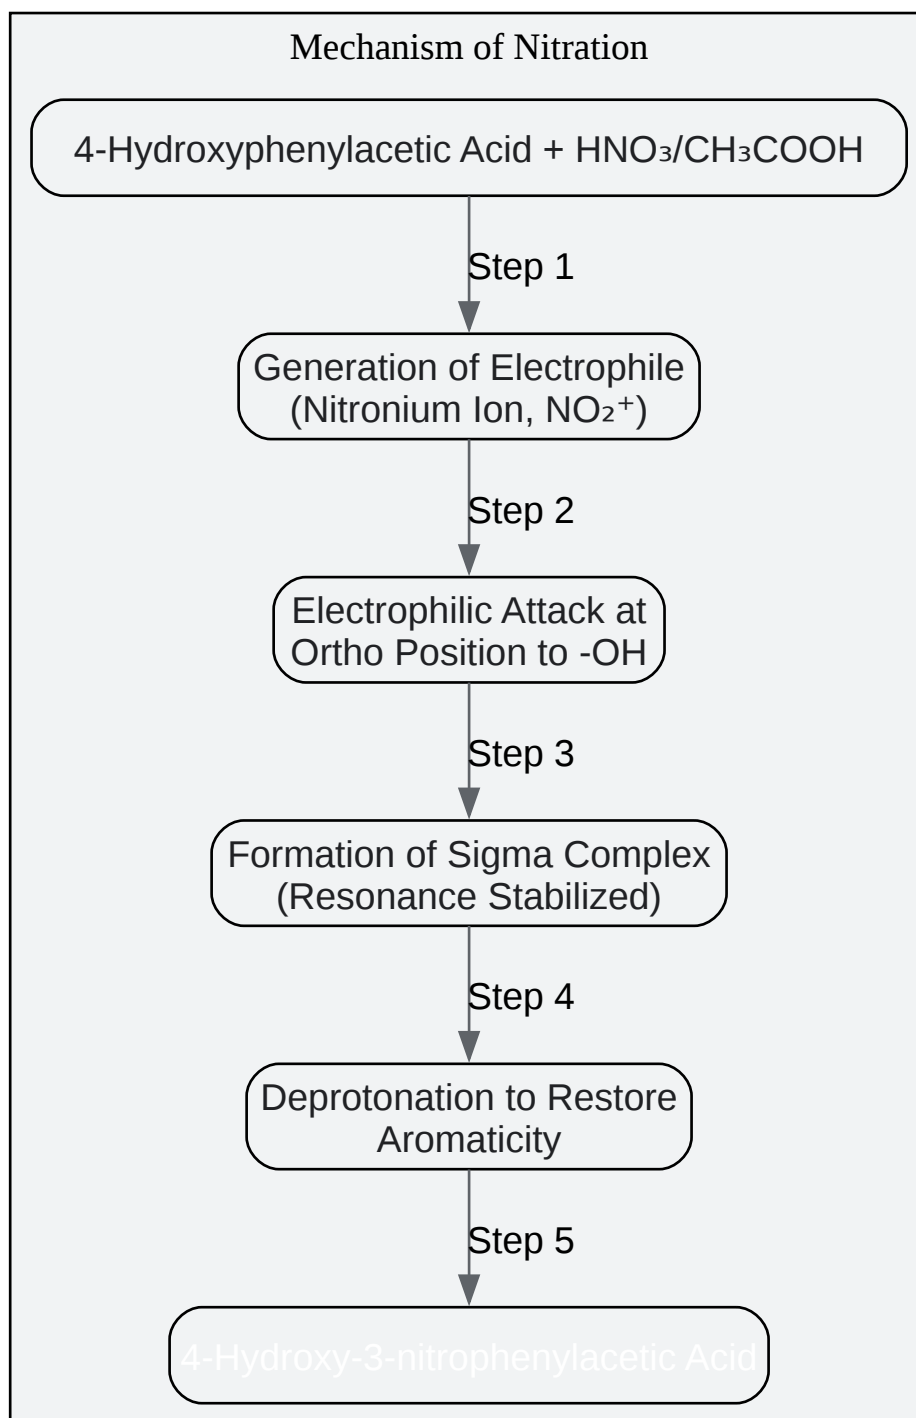 Mechanism of Nitration
4-Hydroxyphenylacetic Acid + HNO₃/CH₃COOH
Step 1
Generation of Electrophile
(Nitronium Ion, NO₂⁺)
Step 2
Electrophilic Attack at
Ortho Position to -OH
Step 3
Formation of Sigma Complex
(Resonance Stabilized)
Step 4
Deprotonation to Restore
Aromaticity
Step 5
4-Hydroxy-3-nitrophenylacetic Acid